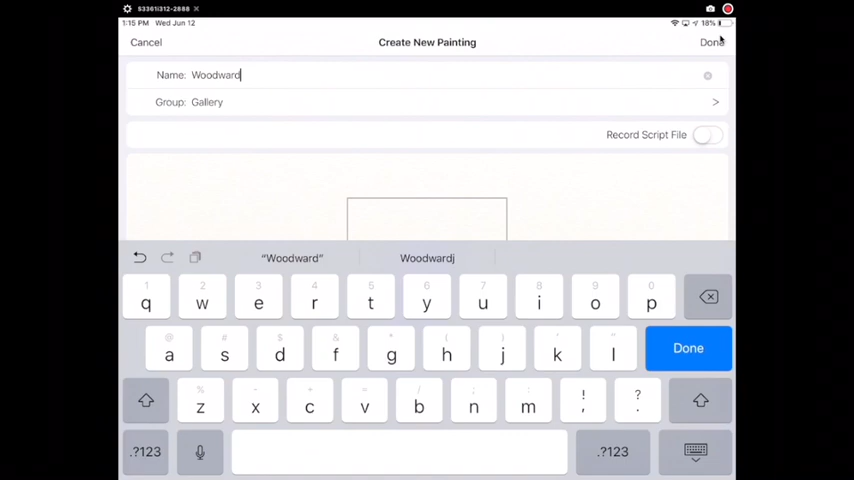 S3361i312-2888 ×
1:15 PM Wed Jun 12 18%
Cancel Create New Painting Done
Name: Woodward
Group: Gallery >
Record Script File
"Woodward" Woodwardj
1 2 3 4 5 6 7 8 9 0
q w e r t y u i o p
@ # $ & * ( ) ' "
a s d f g h j k l Done
% - + = / ; : ! ?
z x c v b n m , .
.?123 .?123